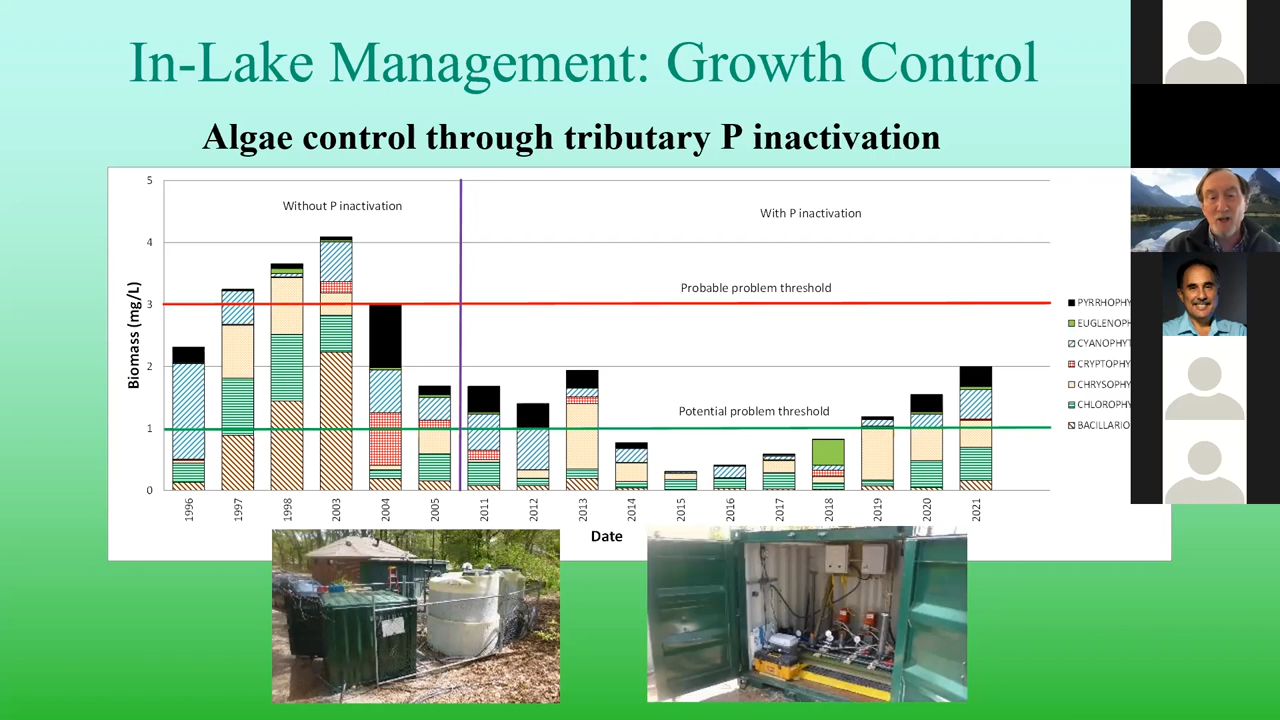 In-Lake Management: Growth Control
Algae control through tributary P inactivation
5
4
3
2
1
0
Biomass (mg/L)
Without P inactivation
With P inactivation
Probable problem threshold
Potential problem threshold
PYRRHOPHY
EUGLENOPH
CYANOPHYT
CRYPTOPHY
CHRYSOPHY
CHLOROPHY
BACILLARIO
1996
1997
1998
2003
2004
2005
2011
2012
2013
2014
2015
2016
2017
2018
2019
2020
2021
Date